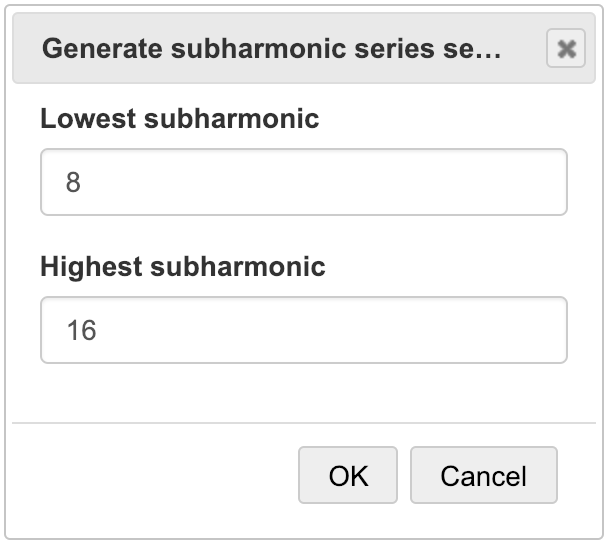 Generate subharmonic series se…
Lowest subharmonic
8
Highest subharmonic
16
OK
Cancel